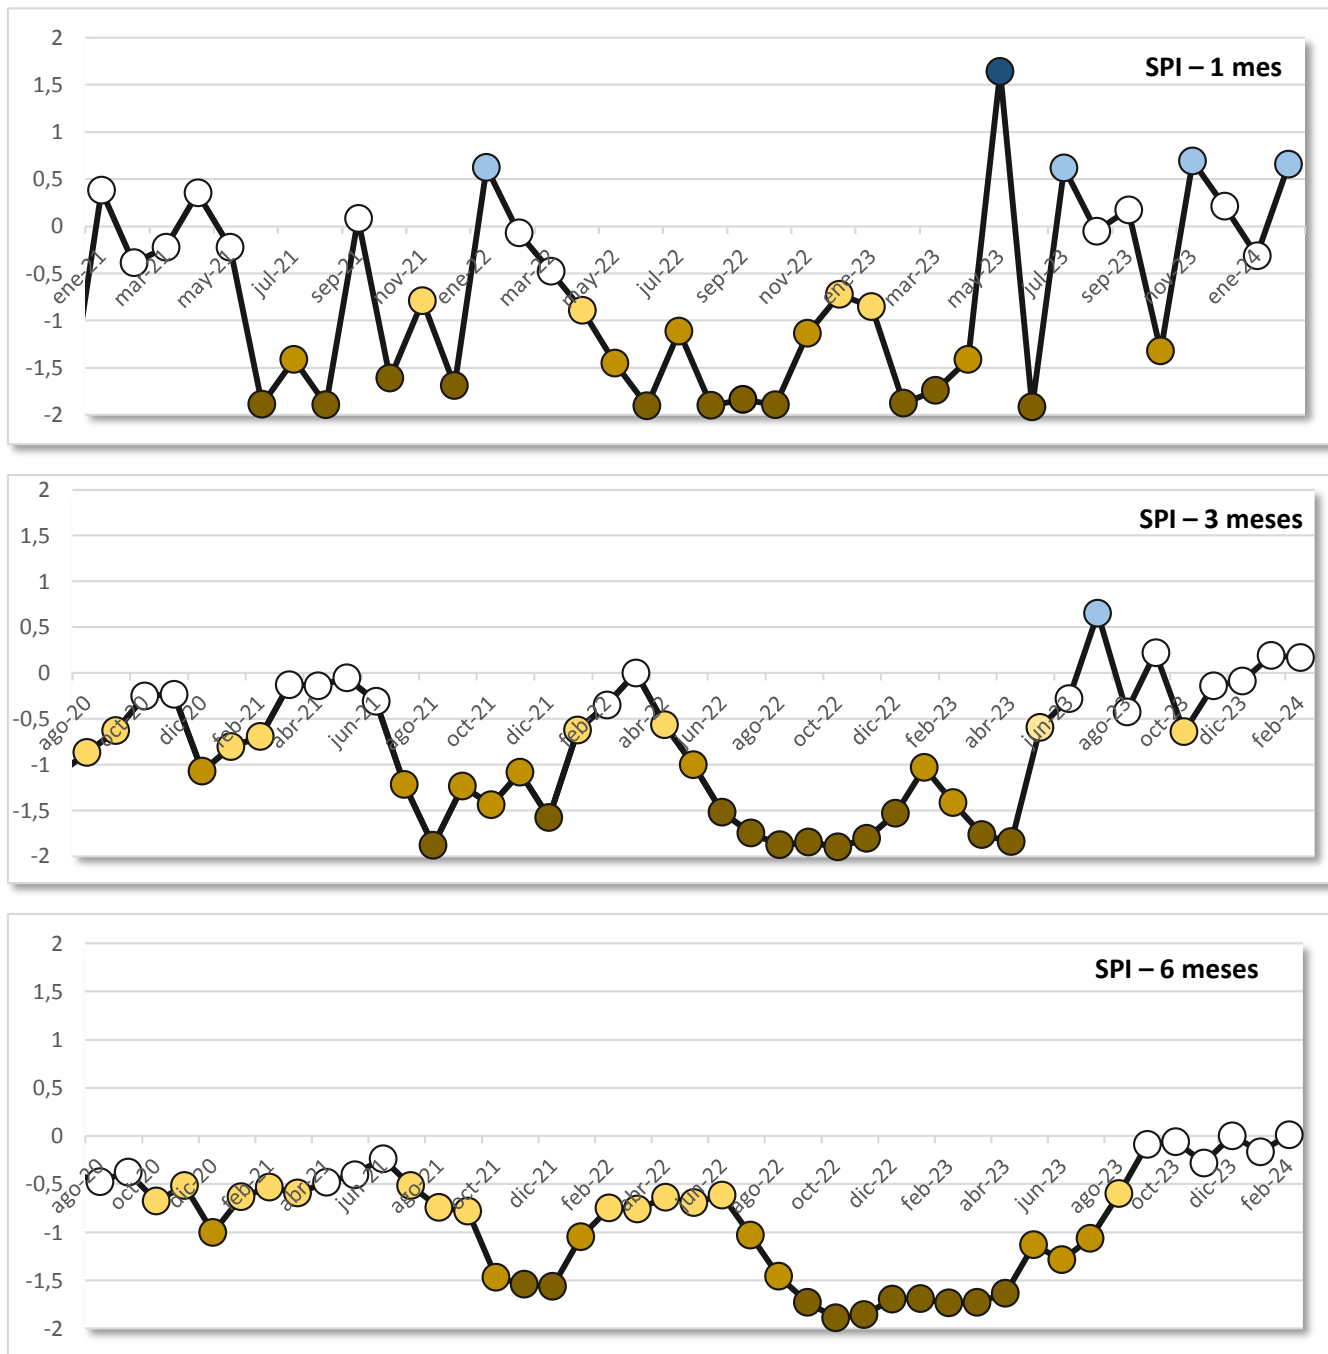 SPI – 1 mes
2
1,5
1
0,5
0
-0,5
-1
-1,5
-2
ene-21
mar-21
may-21
jul-21
sep-21
nov-21
ene-22
mar-22
may-22
jul-22
sep-22
nov-22
ene-23
mar-23
may-23
jul-23
sep-23
nov-23
ene-24
SPI – 3 meses
2
1,5
1
0,5
0
-0,5
-1
-1,5
-2
ago-20
oct-20
dic-20
feb-21
abr-21
jun-21
ago-21
oct-21
dic-21
feb-22
abr-22
jun-22
ago-22
oct-22
dic-22
feb-23
abr-23
jun-23
ago-23
oct-23
dic-23
feb-24
SPI – 6 meses
2
1,5
1
0,5
0
-0,5
-1
-1,5
-2
ago-20
oct-20
dic-20
feb-21
abr-21
jun-21
ago-21
oct-21
dic-21
feb-22
abr-22
jun-22
ago-22
oct-22
dic-22
feb-23
abr-23
jun-23
ago-23
oct-23
dic-23
feb-24